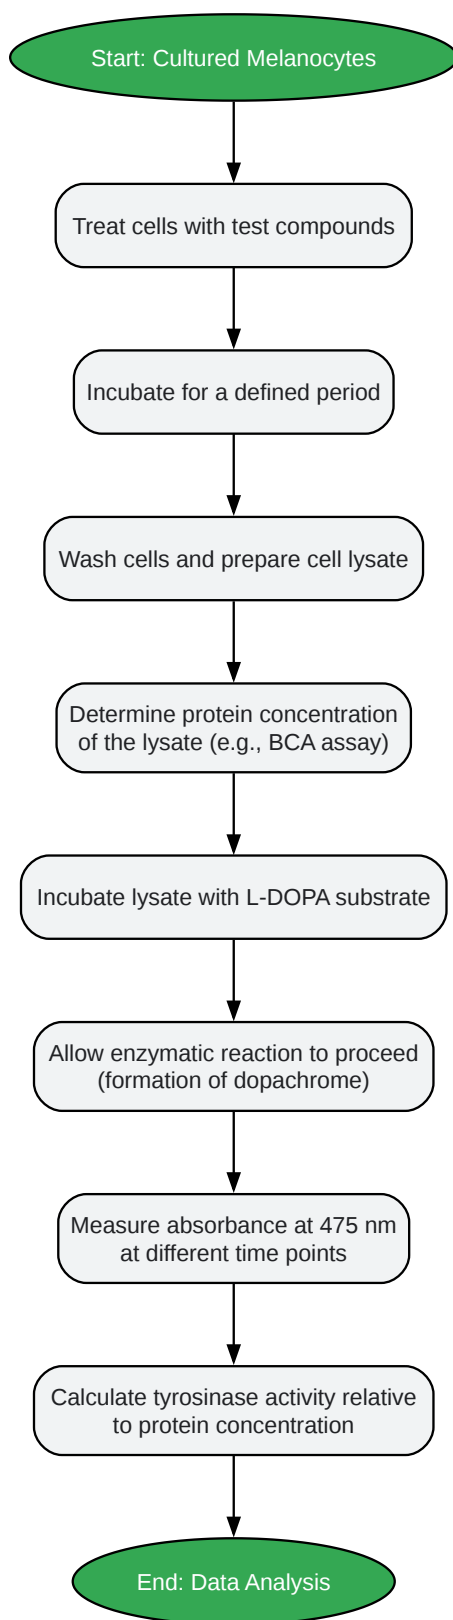 Start: Cultured Melanocytes
Treat cells with test compounds
Incubate for a defined period
Wash cells and prepare cell lysate
Determine protein concentration
of the lysate (e.g., BCA assay)
Incubate lysate with L-DOPA substrate
Allow enzymatic reaction to proceed
(formation of dopachrome)
Measure absorbance at 475 nm
at different time points
Calculate tyrosinase activity relative
to protein concentration
End: Data Analysis